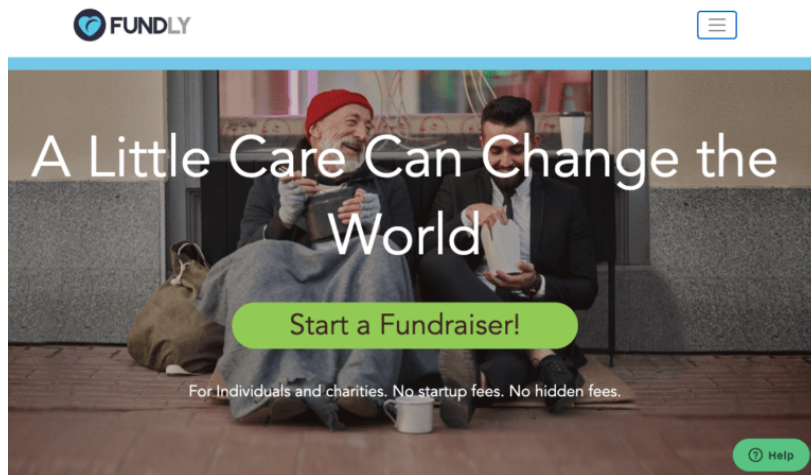 FUNDLY
A Little Care Can Change the
World
Start a Fundraiser!
For Individuals and charities. No startup fees. No hidden fees.
Help